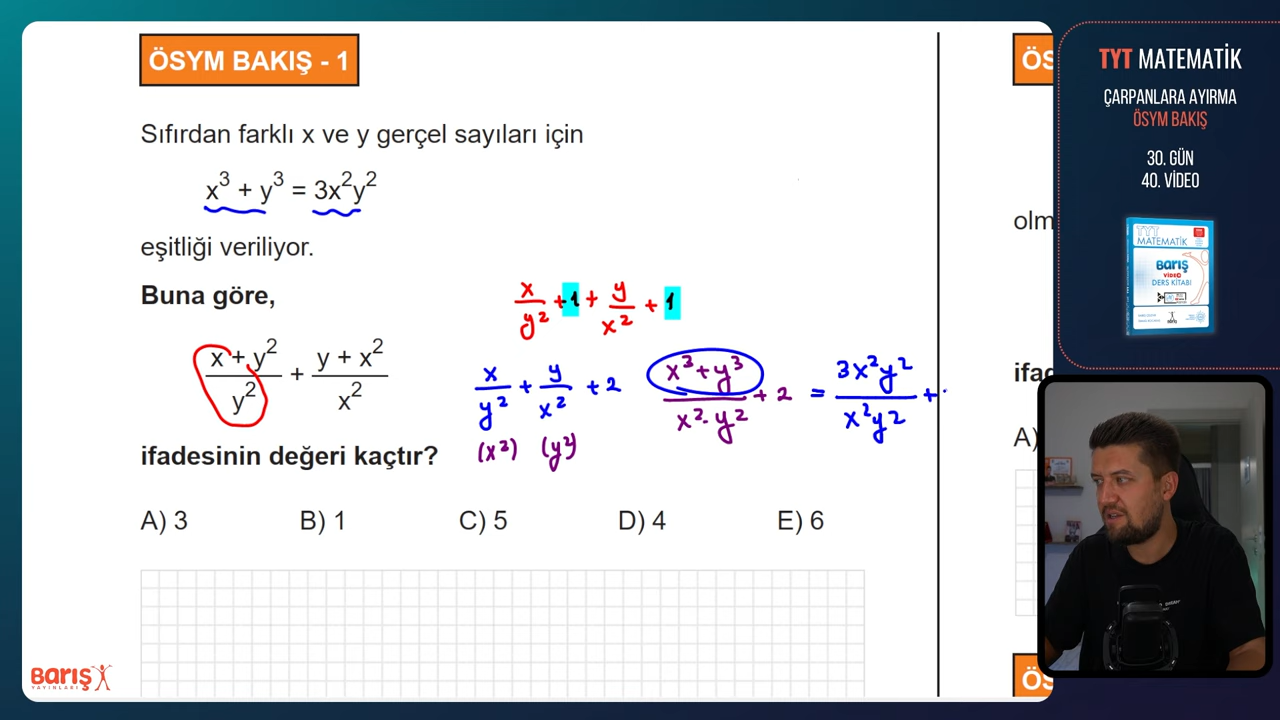 ÖSYM BAKIŞ - 1
Sıfırdan farklı x ve y gerçel sayıları için
x³ + y³ = 3x²y²
eşitliği veriliyor.
Buna göre,
(x + y²)/y² + (y + x²)/x²
x/y² + 1 + y/x² + 1
x/y² + y/x² + 2
(x²) (y²)
(x³ + y³)/(x² · y²) + 2 = 3x²y²/x²y² +
ifadesinin değeri kaçtır?
A) 3 B) 1 C) 5 D) 4 E) 6
BARIŞ
YAYINLARI
ÖS
olm
ifad
A)
ÖS
TYT MATEMATİK
ÇARPANLARA AYIRMA
ÖSYM BAKIŞ
30. GÜN
40. VİDEO
TYT
MATEMATİK
BARIŞ
VİDEO
DERS KİTABI